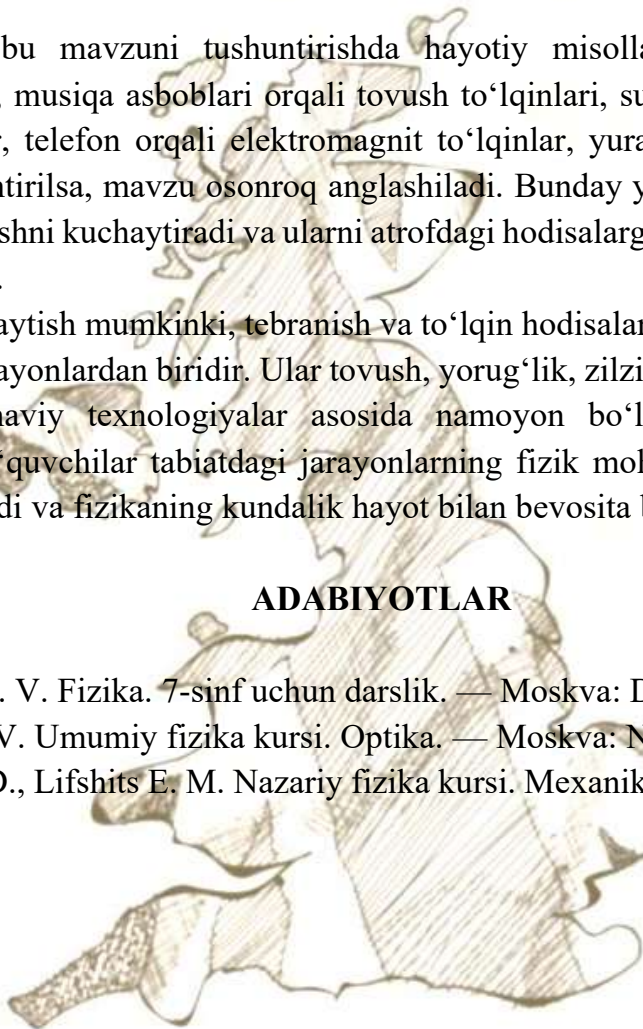 bu mavzuni tushuntirishda hayotiy misolla
, musiqa asboblari orqali tovush to‘lqinlari, su
r, telefon orqali elektromagnit to‘lqinlar, yura
ntirilsa, mavzu osonroq anglashiladi. Bunday y
shni kuchaytiradi va ularni atrofdagi hodisalarg
.
aytish mumkinki, tebranish va to‘lqin hodisalar
ayonlardan biridir. Ular tovush, yorug‘lik, zilzi
naviy texnologiyalar asosida namoyon bo‘l
‘quvchilar tabiatdagi jarayonlarning fizik moh
di va fizikaning kundalik hayot bilan bevosita b
ADABIYOTLAR
. V. Fizika. 7-sinf uchun darslik. — Moskva: D
V. Umumiy fizika kursi. Optika. — Moskva: N
D., Lifshits E. M. Nazariy fizika kursi. Mexanik